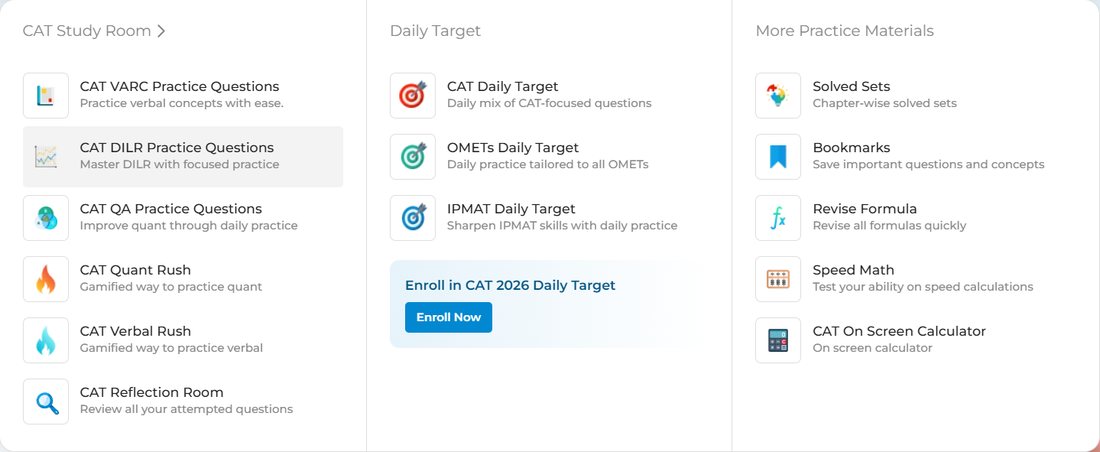 CAT Study Room
CAT VARC Practice Questions
Practice verbal concepts with ease.
CAT DILR Practice Questions
Master DILR with focused practice
CAT QA Practice Questions
Improve quant through daily practice
CAT Quant Rush
Gamified way to practice quant
CAT Verbal Rush
Gamified way to practice verbal
CAT Reflection Room
Review all your attempted questions
Daily Target
CAT Daily Target
Daily mix of CAT-focused questions
OMETs Daily Target
Daily practice tailored to all OMETs
IPMAT Daily Target
Sharpen IPMAT skills with daily practice
Enroll in CAT 2026 Daily Target
Enroll Now
More Practice Materials
Solved Sets
Chapter-wise solved sets
Bookmarks
Save important questions and concepts
fx
Revise Formula
Revise all formulas quickly
Speed Math
Test your ability on speed calculations
CAT On Screen Calculator
On screen calculator